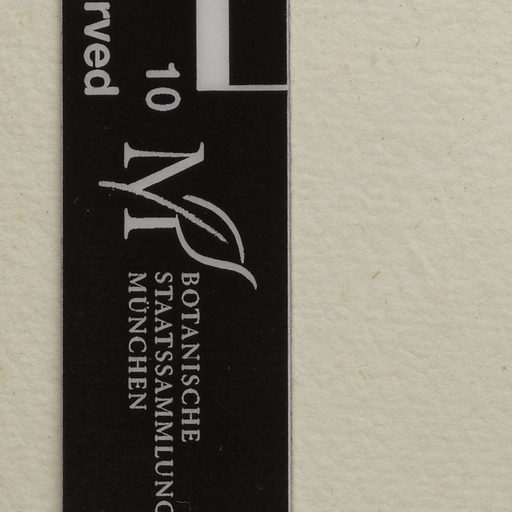 rved
10
M
BOTANISCHE
STAATSSAMMLUNG
MÜNCHEN